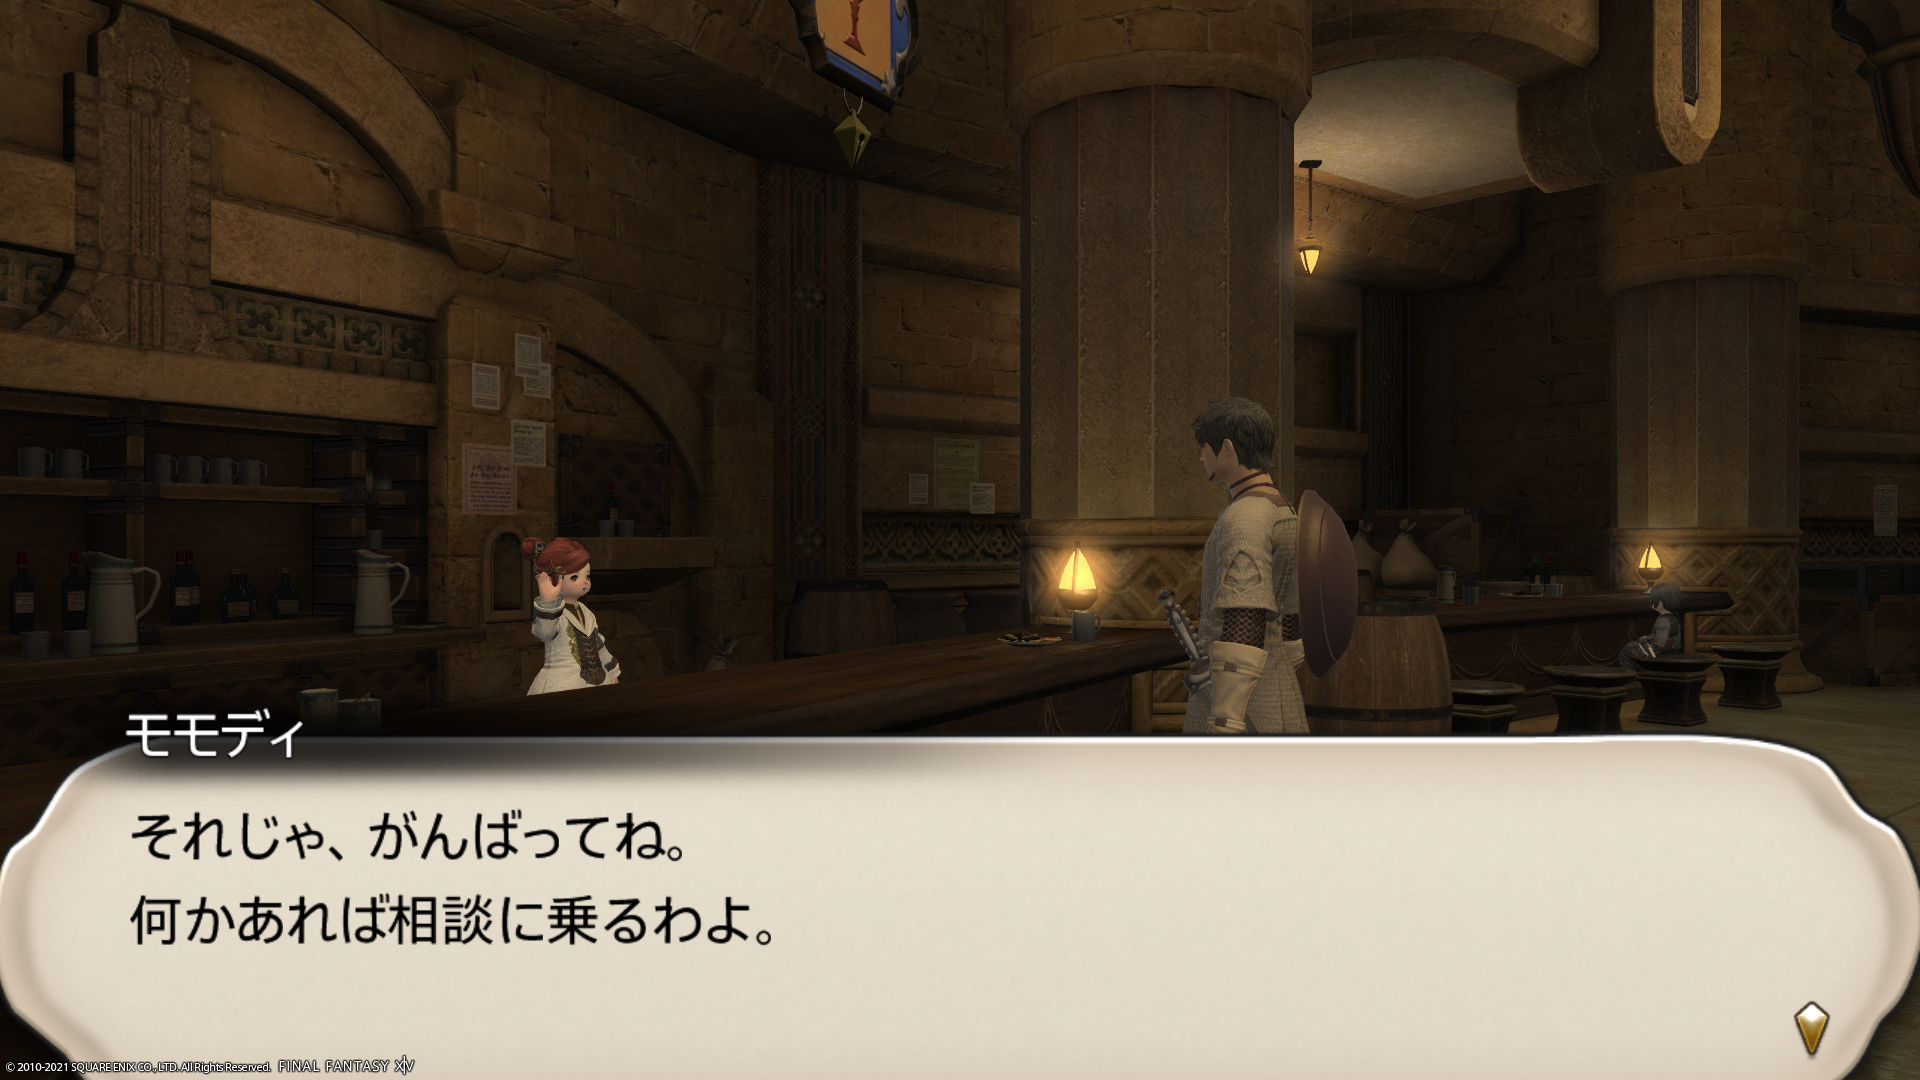 モモディ
それじゃ、がんばってね。
何かあれば相談に乗るわよ。
© 2010-2021 SQUARE ENIX CO., LTD. All Rights Reserved. FINAL FANTASY XIV